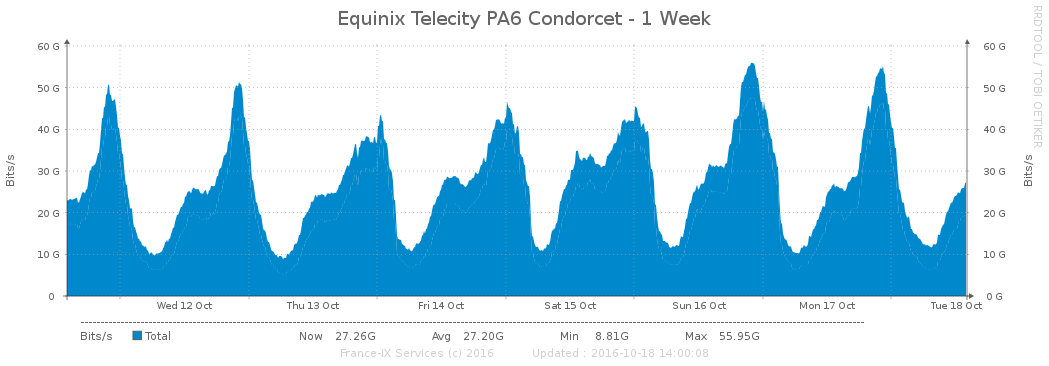 Equinix Telecity PA6 Condorcet - 1 Week
RRDTOOL / TOBI OETIKER
Bits/s
60 G
50 G
40 G
30 G
20 G
10 G
0
60 G
50 G
40 G
30 G
20 G
10 G
0 G
Bits/s
Wed 12 Oct Thu 13 Oct Fri 14 Oct Sat 15 Oct Sun 16 Oct Mon 17 Oct Tue 18 Oct
Bits/s Total Now 27.26G Avg 27.20G Min 8.81G Max 55.95G
France-IX Services (c) 2016 Updated : 2016-10-18 14:00:08